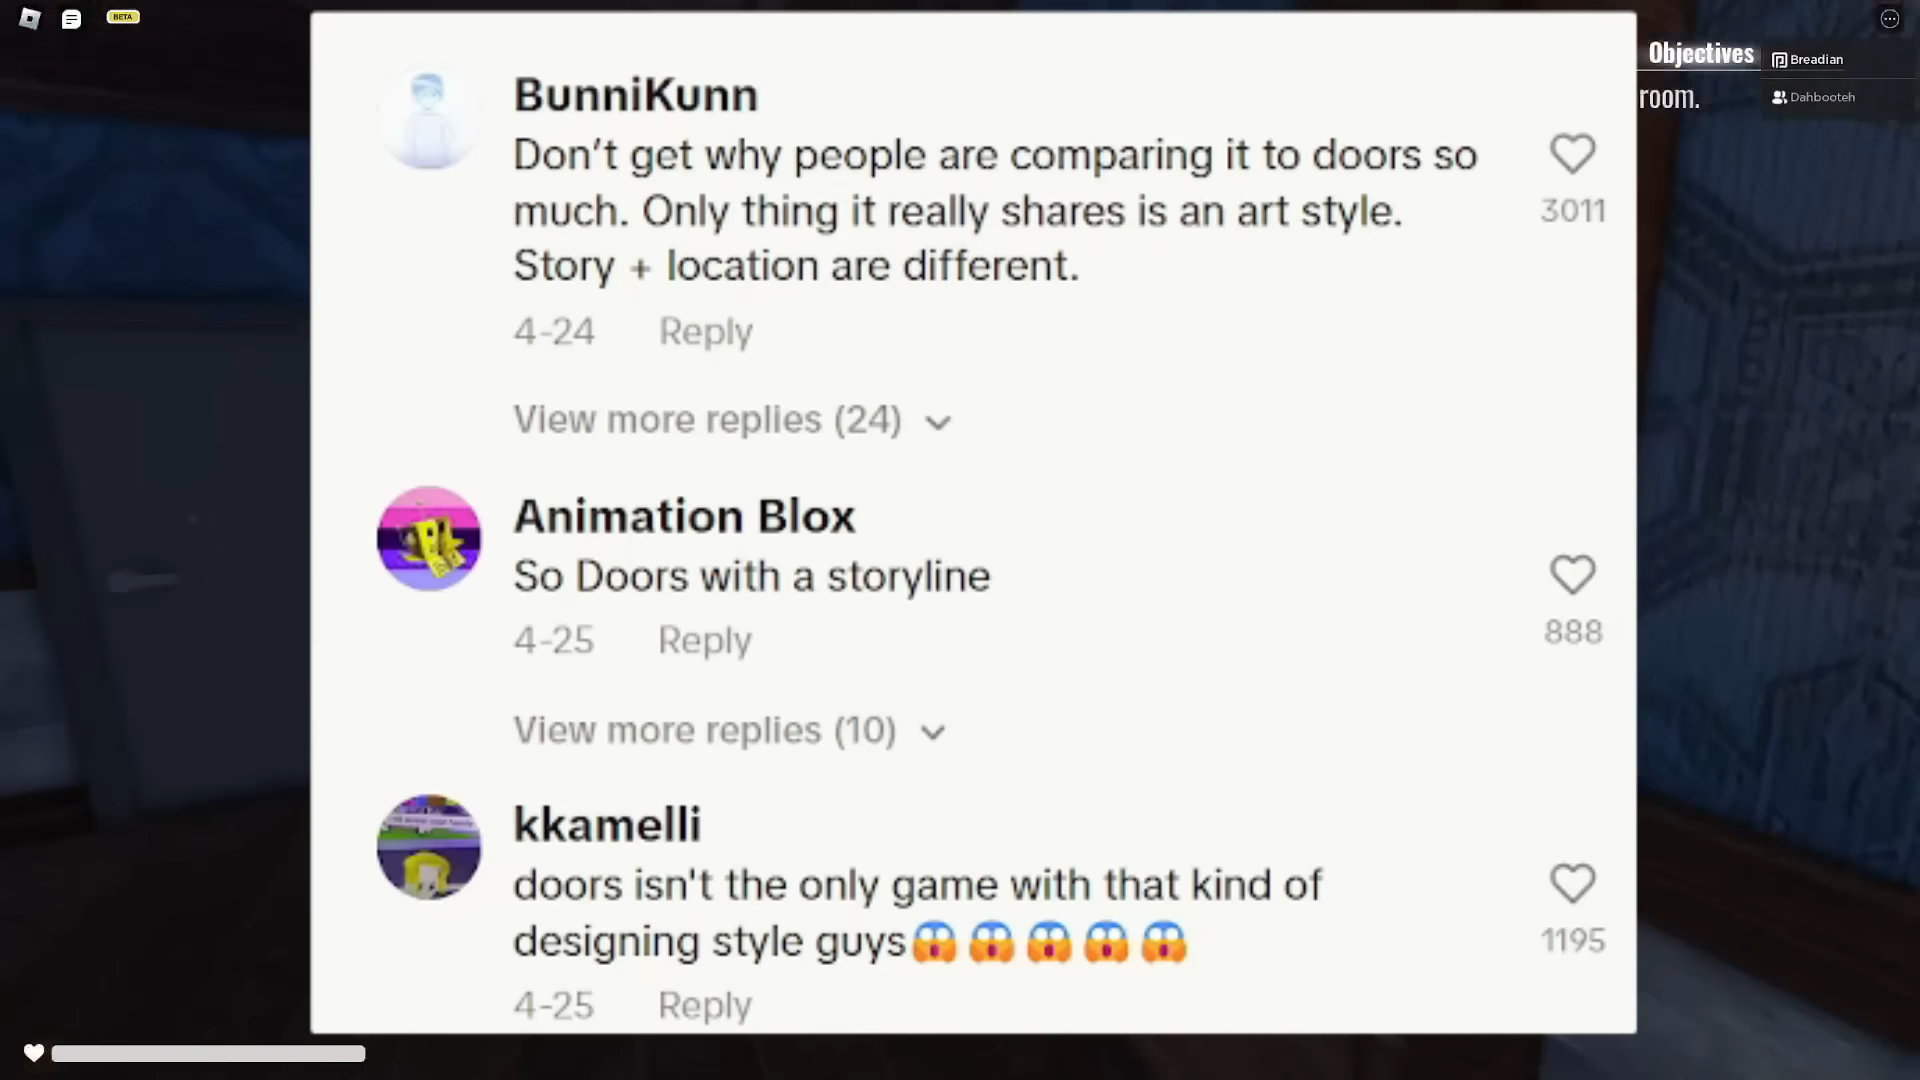 BETA
Objectives
room.
Breadian
Dahbooteh
BunniKunn
Don’t get why people are comparing it to doors so
much. Only thing it really shares is an art style.
Story + location are different.
3011
4-24 Reply
View more replies (24)
Animation Blox
So Doors with a storyline
888
4-25 Reply
View more replies (10)
kkamelli
doors isn't the only game with that kind of
designing style guys😱😱😱😱😱
1195
4-25 Reply